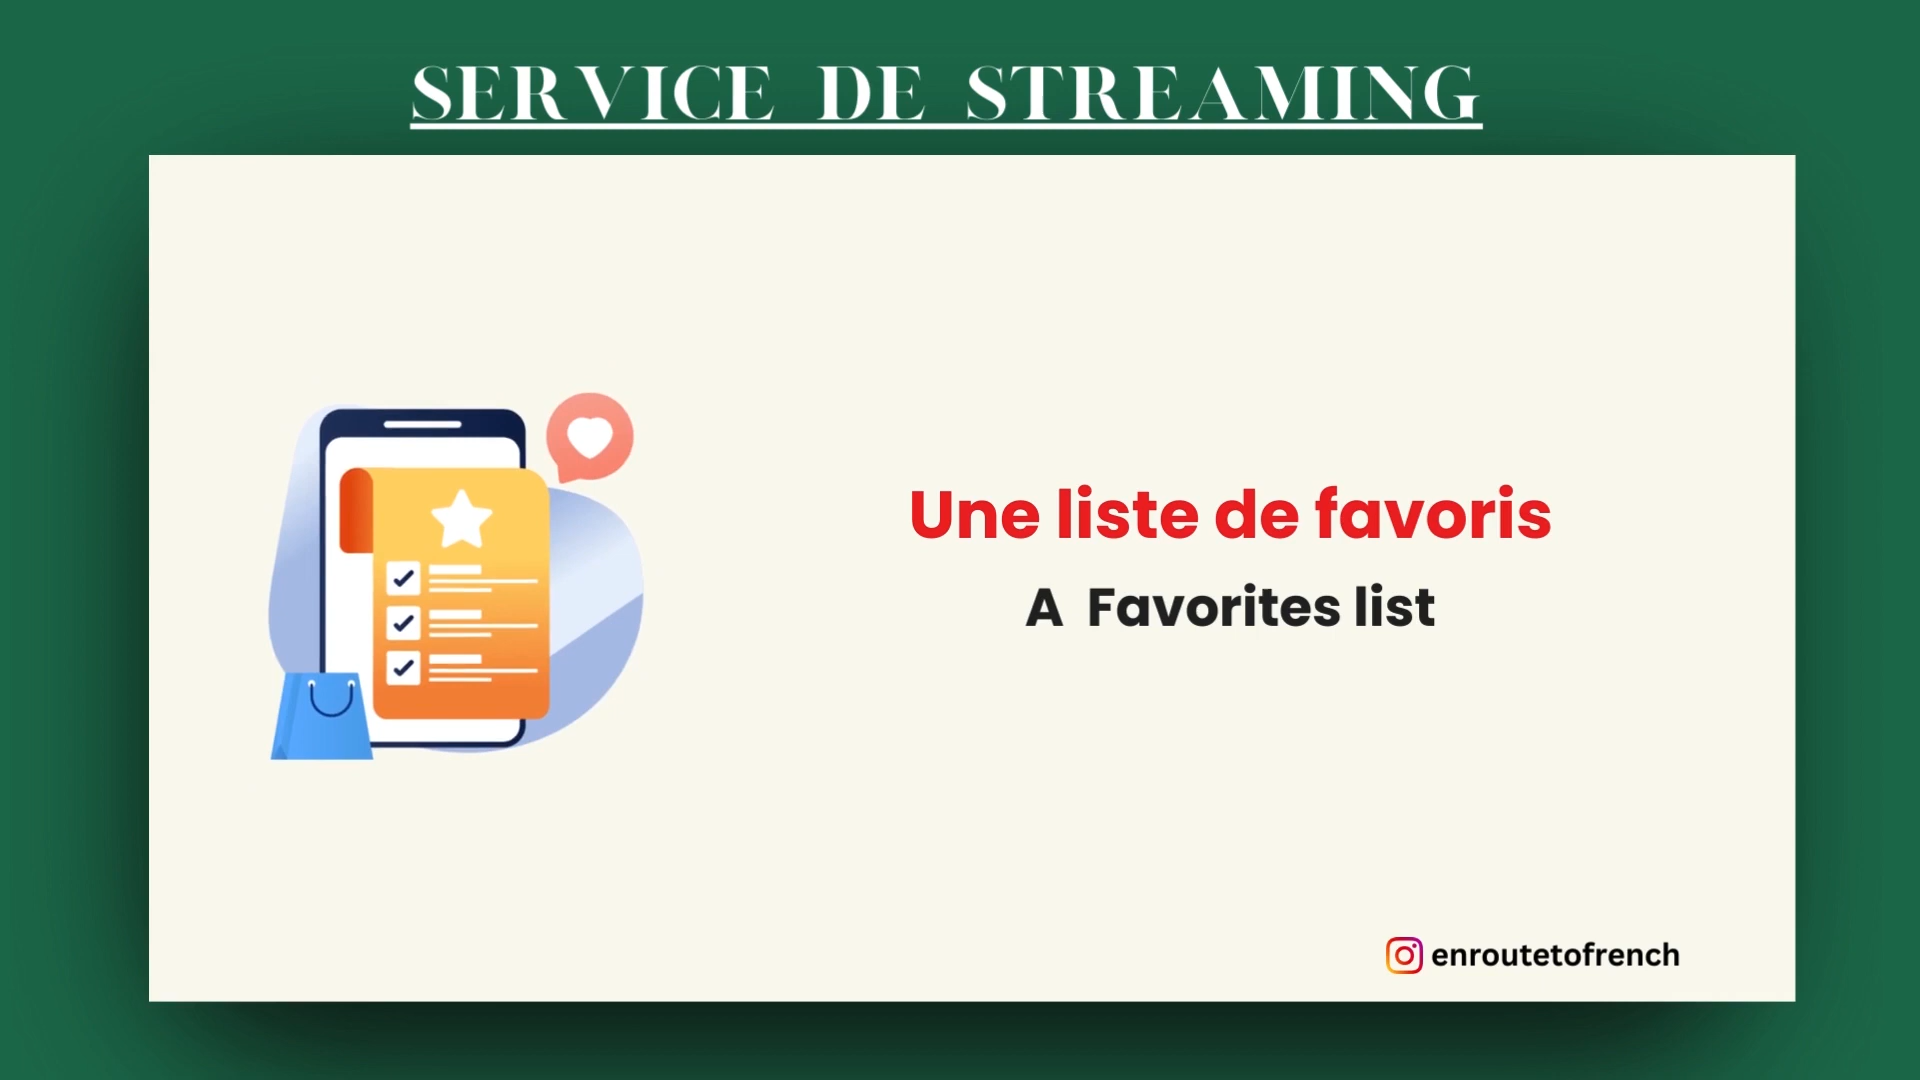 SERVICE DE STREAMING
Une liste de favoris
A Favorites list
enroutetofrench